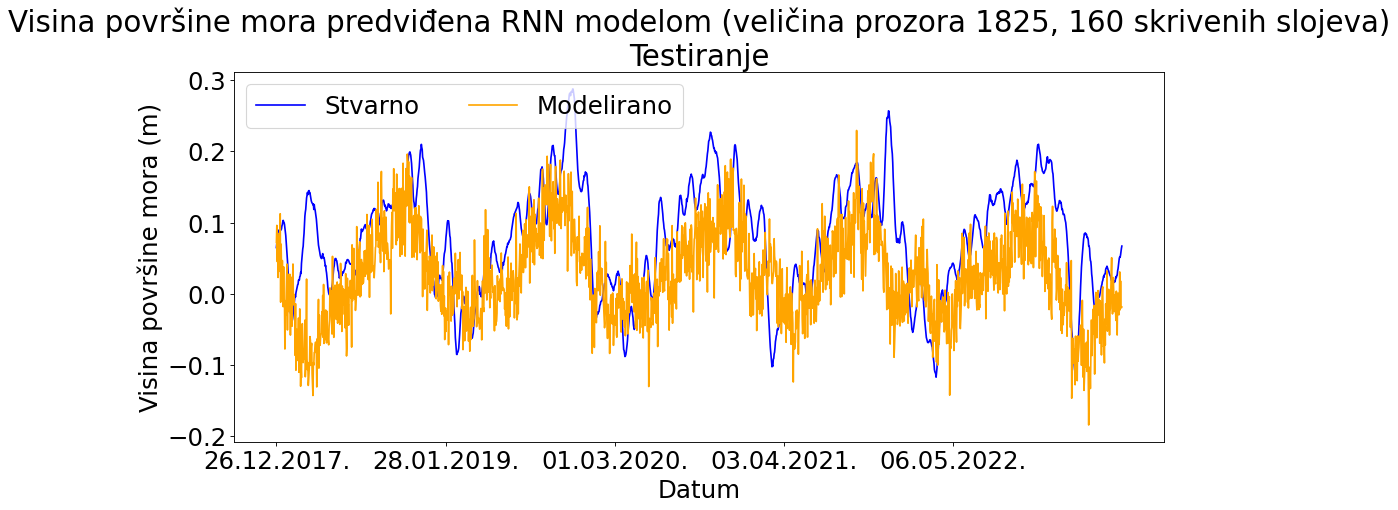 Visina površine mora predviđena RNN modelom (veličina prozora 1825, 160 skrivenih slojeva)
Testiranje
Stvarno Modelirano
Visina površine mora (m)
0.3
0.2
0.1
0.0
−0.1
−0.2
26.12.2017. 28.01.2019. 01.03.2020. 03.04.2021. 06.05.2022.
Datum